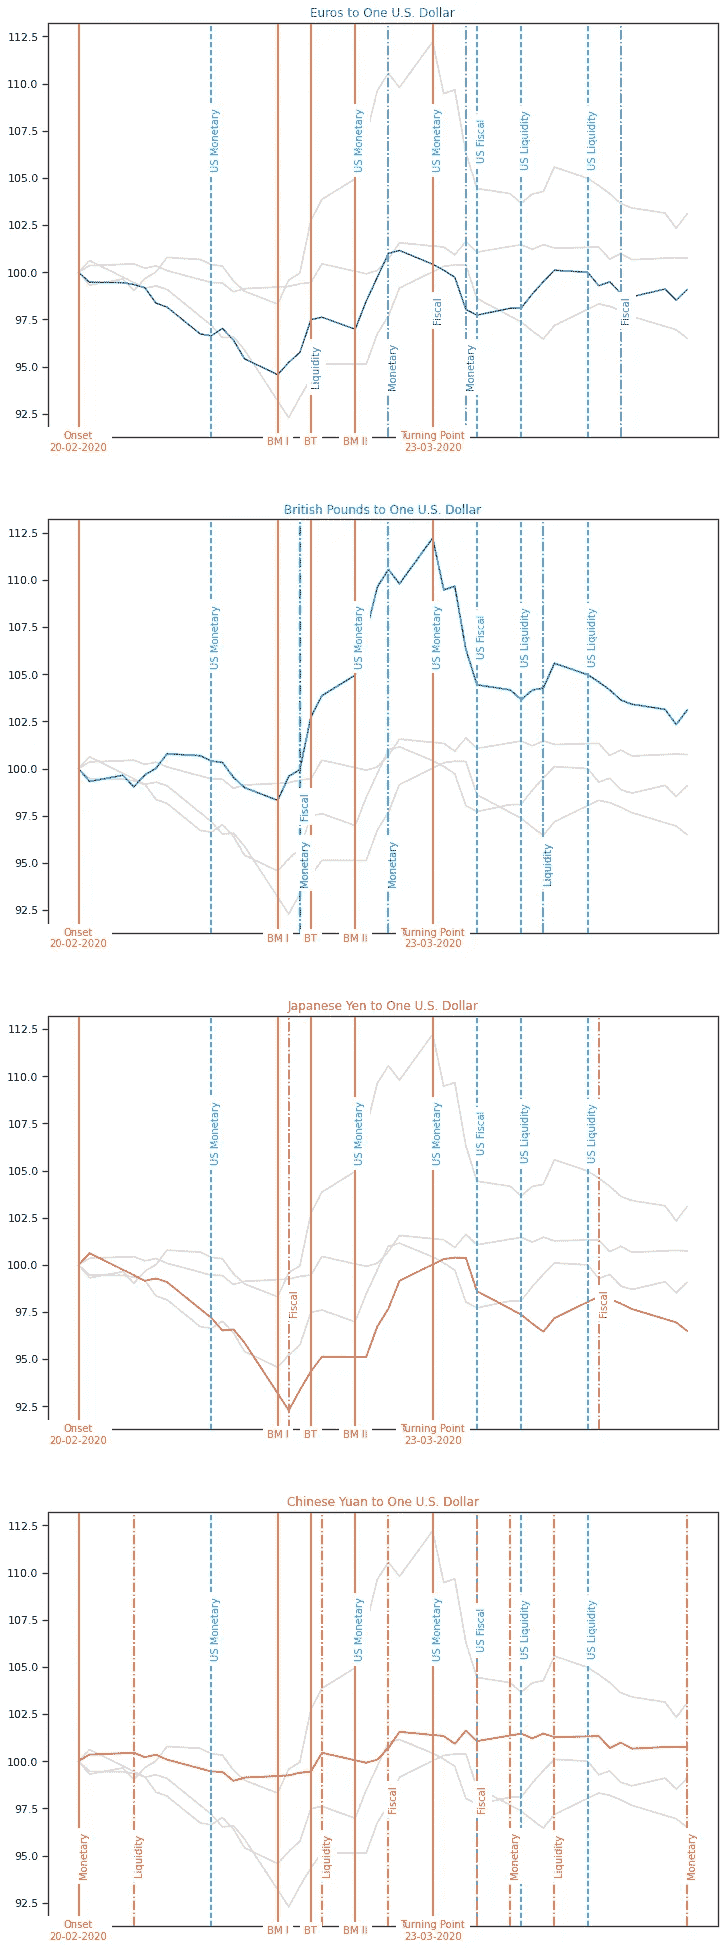 Euros to One U.S. Dollar
112.5
110.0
107.5
105.0
102.5
100.0
97.5
95.0
92.5
US Monetary
US Monetary
US Monetary
US Fiscal
US Liquidity
US Liquidity
Liquidity
Monetary
Fiscal
Monetary
Fiscal
Onset
20-02-2020
BM I
BT
BM II
Turning Point
23-03-2020
British Pounds to One U.S. Dollar
112.5
110.0
107.5
105.0
102.5
100.0
97.5
95.0
92.5
US Monetary
US Monetary
US Monetary
US Fiscal
US Liquidity
US Liquidity
Fiscal
Monetary
Monetary
Liquidity
Onset
20-02-2020
BM I
BT
BM II
Turning Point
23-03-2020
Japanese Yen to One U.S. Dollar
112.5
110.0
107.5
105.0
102.5
100.0
97.5
95.0
92.5
US Monetary
US Monetary
US Monetary
US Fiscal
US Liquidity
US Liquidity
Fiscal
Fiscal
Onset
20-02-2020
BM I
BT
BM II
Turning Point
23-03-2020
Chinese Yuan to One U.S. Dollar
112.5
110.0
107.5
105.0
102.5
100.0
97.5
95.0
92.5
US Monetary
US Monetary
US Monetary
US Fiscal
US Liquidity
US Liquidity
Monetary
Liquidity
Liquidity
Fiscal
Fiscal
Monetary
Liquidity
Monetary
Onset
20-02-2020
BM I
BT
BM II
Turning Point
23-03-2020